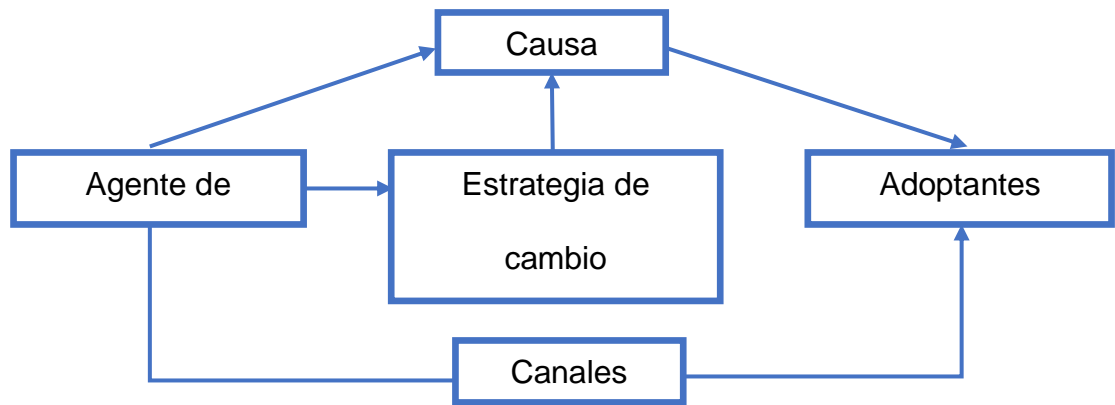 Causa
Agente de
Estrategia de
cambio
Adoptantes
Canales